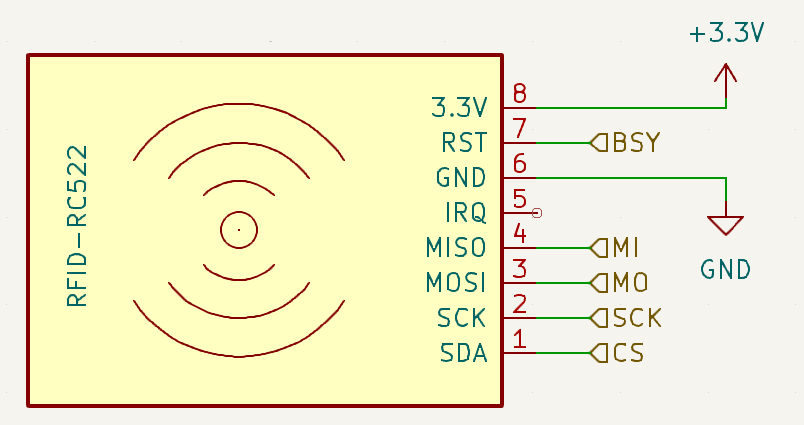 +3.3V
RFID-RC522
3.3V 8
RST 7 BSY
GND 6
IRQ 5
MISO 4 MI
MOSI 3 MO
SCK 2 SCK
SDA 1 CS
GND